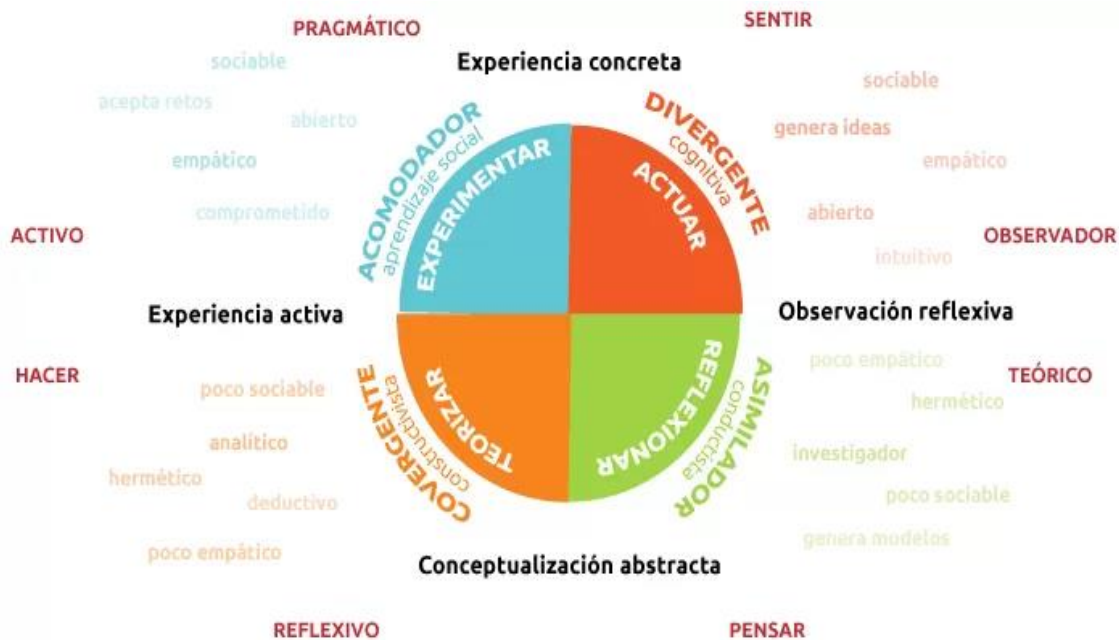 PRAGMÁTICO
SENTIR
Experiencia concreta
sociable
acepta retos
abierto
empático
comprometido
ACOMODADOR
aprendizaje social
EXPERIMENTAR
DIVERGENTE
cognitiva
ACTUAR
sociable
genera ideas
empático
abierto
intuitivo
ACTIVO
OBSERVADOR
Experiencia activa
Observación reflexiva
HACER
TEÓRICO
poco sociable
analítico
hermético
deductivo
poco empático
COVERGENTE
constructivista
TEORIZAR
REFLEXIONAR
ASIMILADOR
conductista
poco empático
hermético
investigador
poco sociable
genera modelos
Conceptualización abstracta
REFLEXIVO
PENSAR